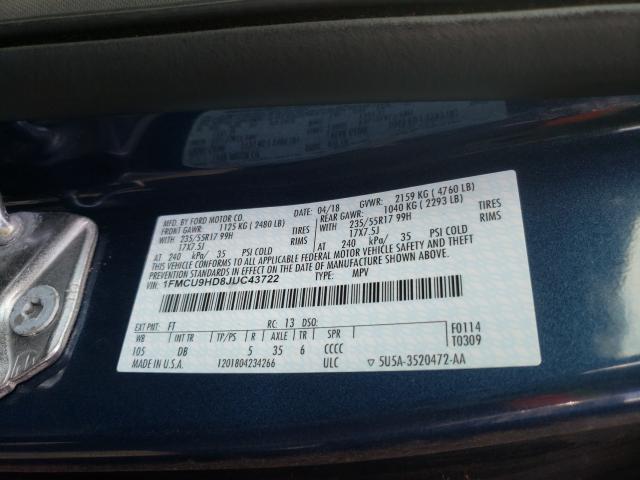 MFD. BY FORD MOTOR CO.
04/18 GVWR: 2159 KG ( 4760 LB)
FRONT GAWR: 1125 KG ( 2480 LB) REAR GAWR: 1040 KG ( 2293 LB)
WITH 235/55R17 99H TIRES WITH 235/55R17 99H TIRES
17X7.5J RIMS 17X7.5J RIMS
AT 240 kPa/ 35 PSI COLD AT 240 kPa/ 35 PSI COLD
THIS VEHICLE CONFORMS TO ALL APPLICABLE FEDERAL MOTOR VEHICLE SAFETY AND THEFT
PREVENTION STANDARDS IN EFFECT ON THE DATE OF MANUFACTURE SHOWN ABOVE.
VIN: 1FMCU9HD8JUC43722 TYPE: MPV
EXT PNT: FT RC: 13 DSO: F0114
WB TP/PS R AXLE TR SPR T0309
105 DB 5 35 6 CCCC
MADE IN U.S.A. 1201804234266 ULC 5U5A-3520472-AA